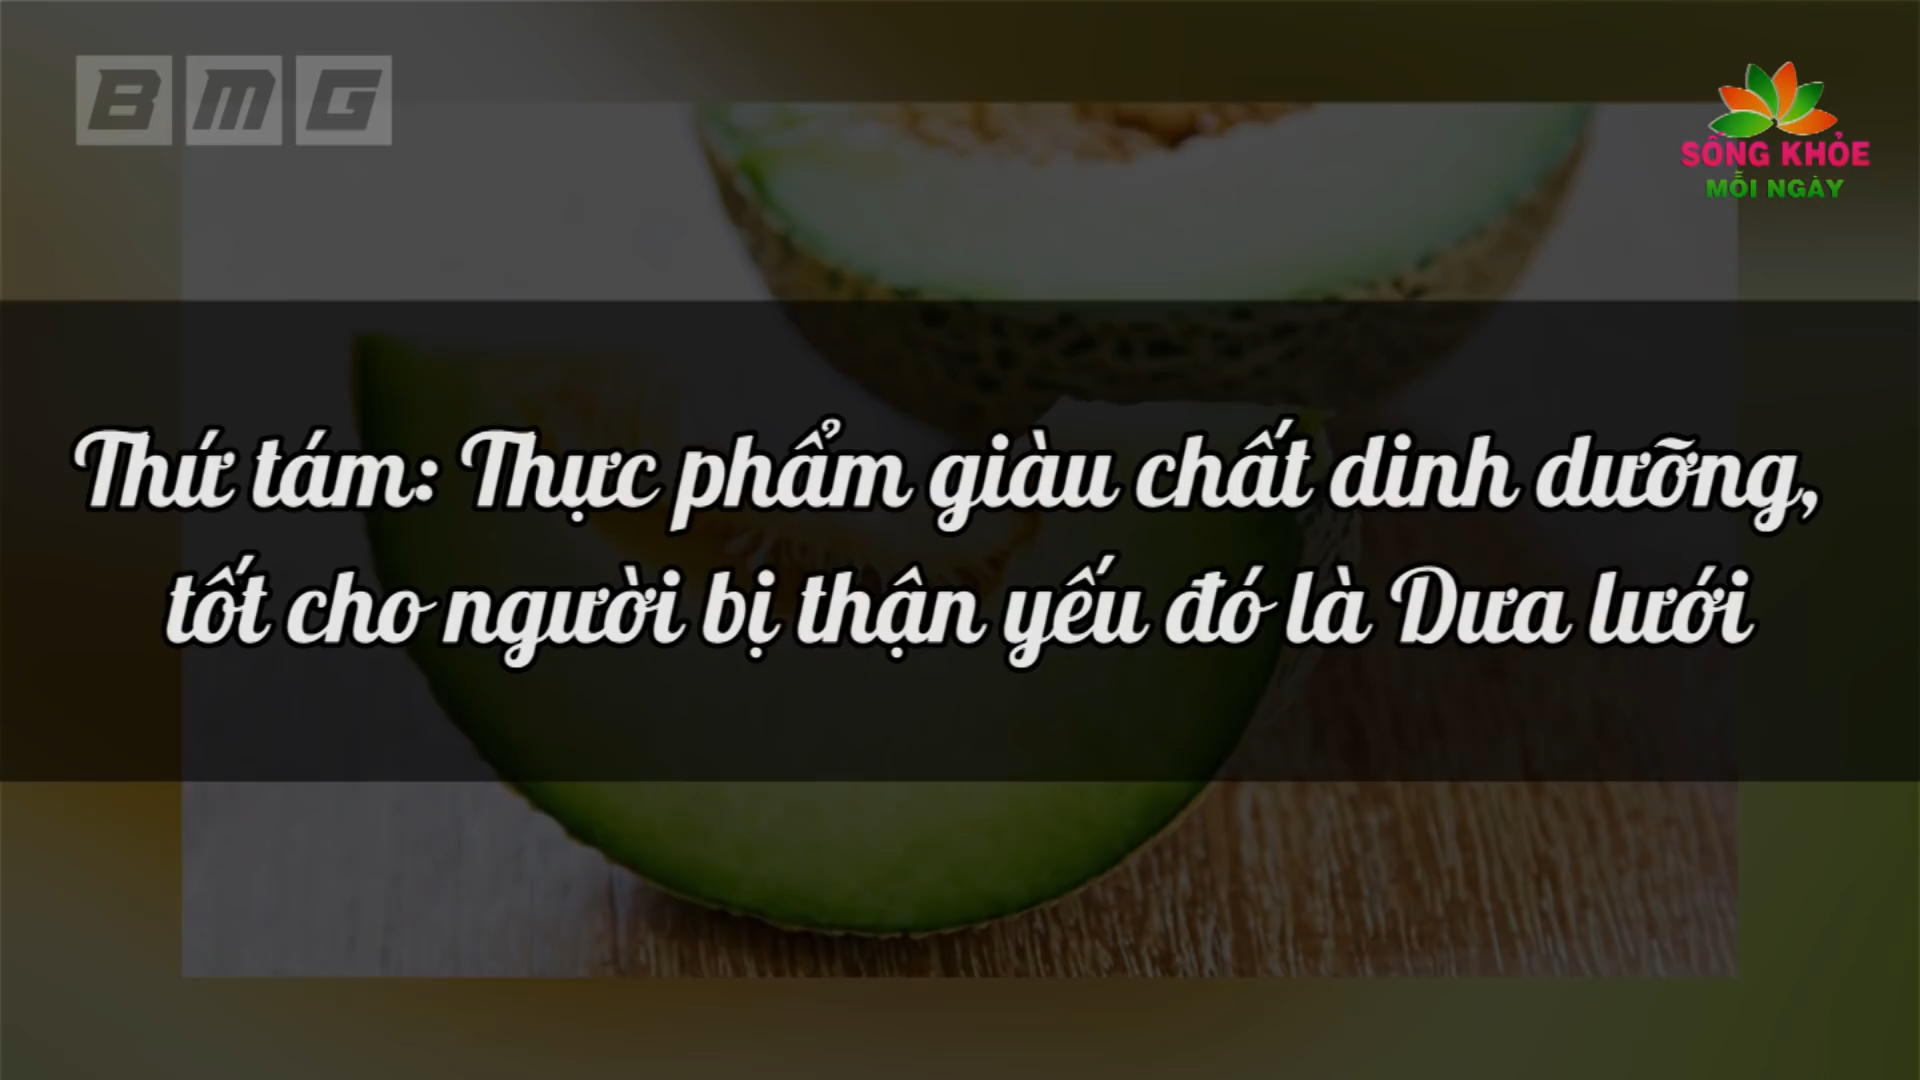 BMG
SỐNG KHỎE
MỖI NGÀY
Thứ tám: Thực phẩm giàu chất dinh dưỡng,
tốt cho người bị thận yếu đó là Dưa lưới